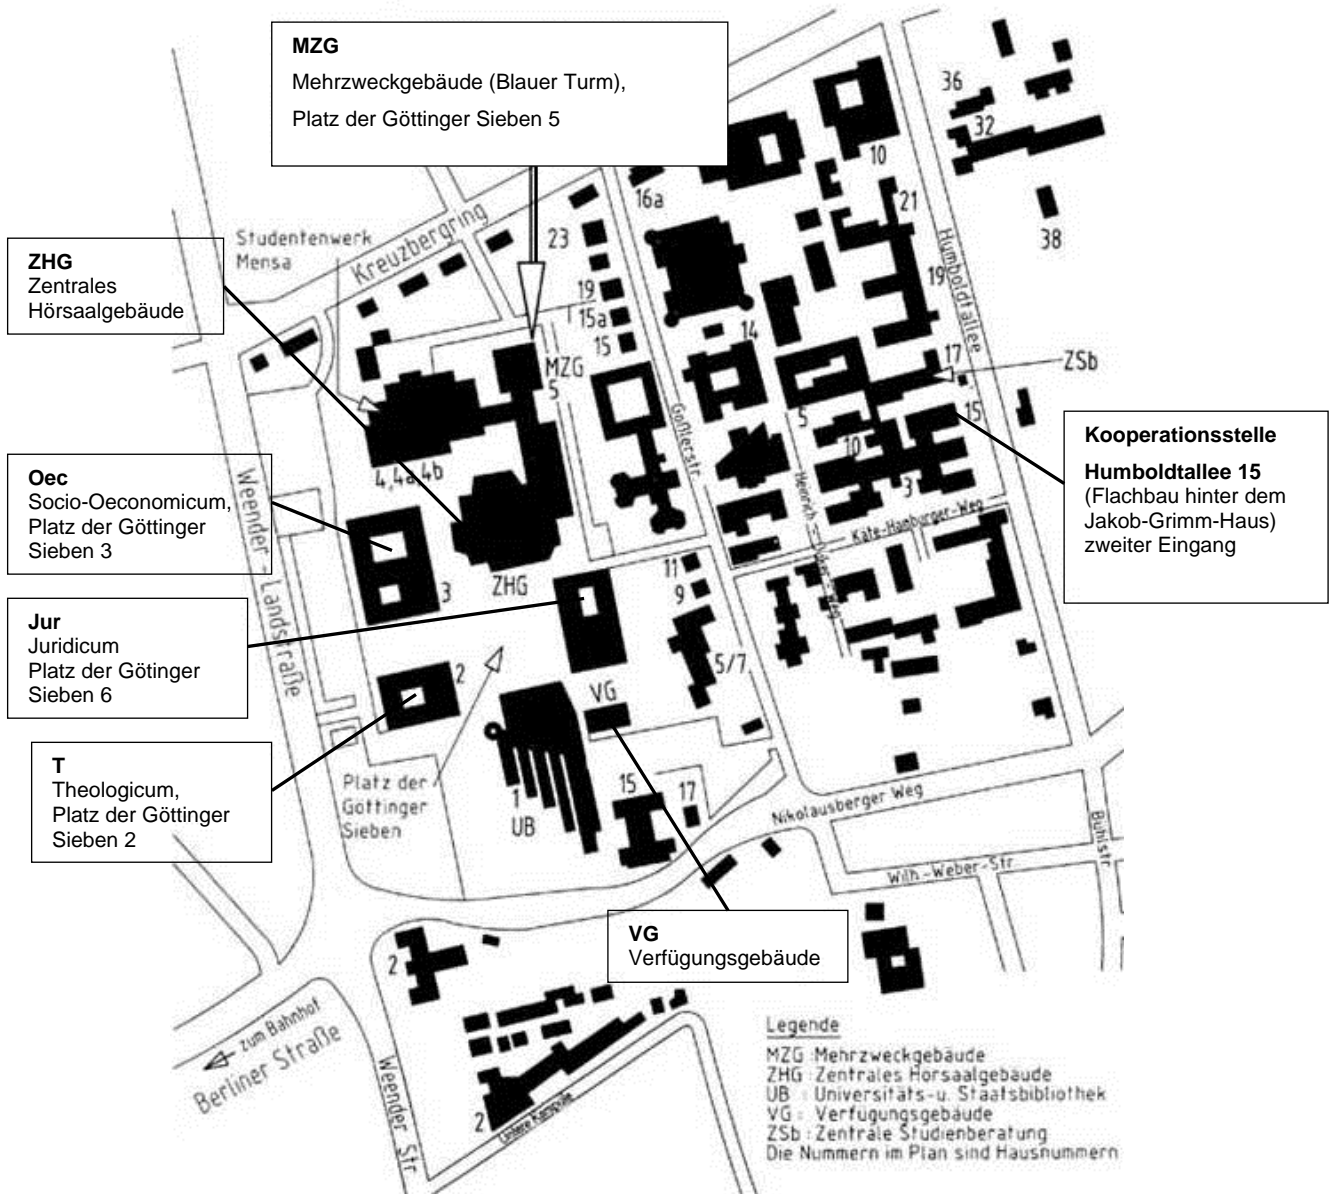 MZG
Mehrzweckgebäude (Blauer Turm),
Platz der Göttinger Sieben 5
ZHG
Zentrales
Hörsaalgebäude
Oec
Socio-Oeconomicum,
Platz der Göttinger
Sieben 3
Jur
Juridicum
Platz der Götinger
Sieben 6
T
Theologicum,
Platz der Göttinger
Sieben 2
Kooperationsstelle
Humboldtallee 15
(Flachbau hinter dem
Jakob-Grimm-Haus)
zweiter Eingang
VG
Verfügungsgebäude
Studentenwerk
Mensa
Kreuzbergring
23
19
15a
15
16a
10
36
32
38
21
19
Humboldtallee
17
ZSb
15
14
5
10
3
MZG
5
Goßlerstr.
4,4a,4b
ZHG
3
Weender - Landstraße
Käte-Hamburger-Weg
11
9
5/7
2
VG
Platz der
Göttinger
Sieben
1
UB
15
17
Nikolausberger Weg
Wilh.-Weber-Str
Buhlstr.
2
zum Bahnhof
Berliner Straße
Weender Str
2
Untere Karspüle
Legende
MZG : Mehrzweckgebäude
ZHG : Zentrales Hörsaalgebäude
UB : Universitäts-u. Staatsbibliothek
VG : Verfügungsgebäude
ZSb : Zentrale Studienberatung
Die Nummern im Plan sind Hausnummern